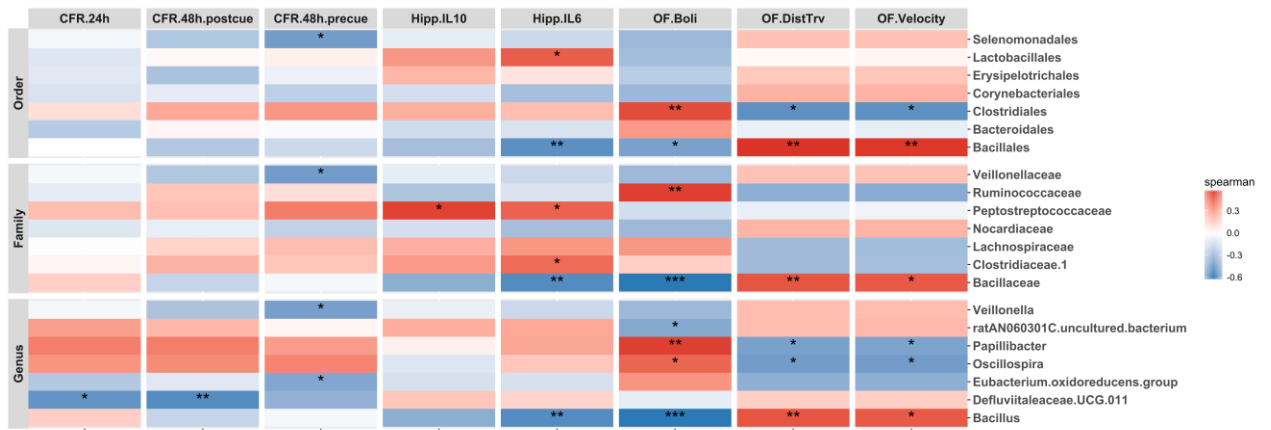 CFR.24h CFR.48h.postcue CFR.48h.precue Hipp.IL10 Hipp.IL6 OF.Boli OF.DistTrv OF.Velocity
Order
* Selenomonadales
* Lactobacillales
Erysipelotrichales
Corynebacteriales
** * * Clostridiales
Bacteroidales
** * ** ** Bacillales
Family
* Veillonellaceae
** Ruminococcaceae
* * Peptostreptococcaceae
Nocardiaceae
Lachnospiraceae
* Clostridiaceae.1
** *** ** * Bacillaceae
Genus
* Veillonella
* ratAN060301C.uncultured.bacterium
** * * Papillibacter
* * * Oscillospira
* Eubacterium.oxidoreducens.group
* ** Defluviitaleaceae.UCG.011
** *** ** * Bacillus
spearman
0.3
0.0
-0.3
-0.6